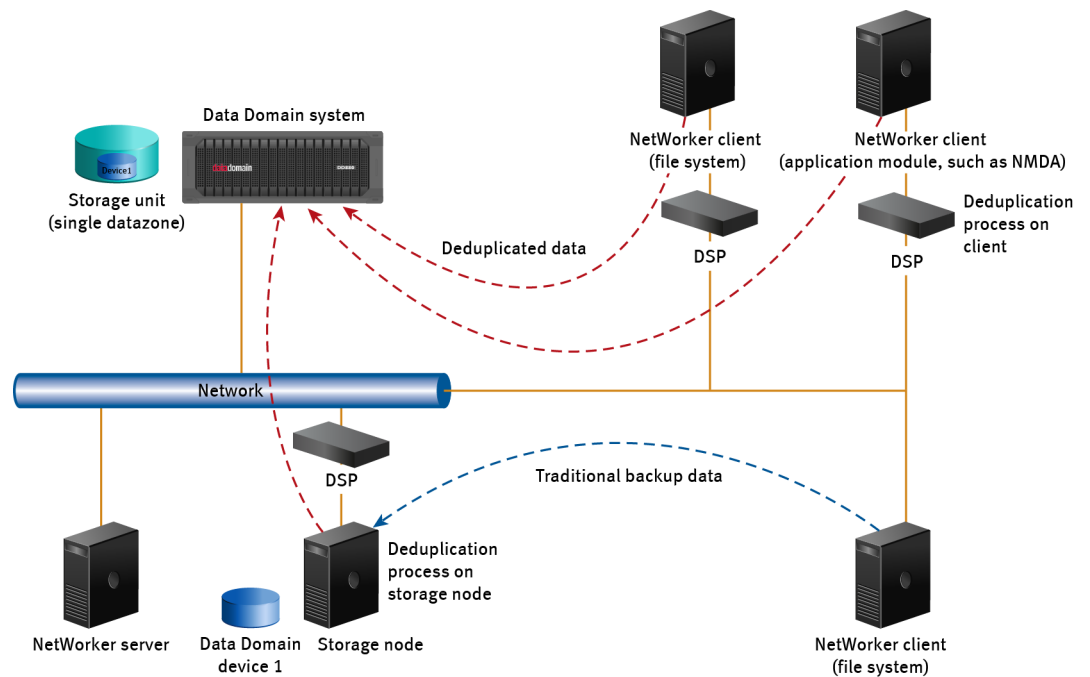 Data Domain system
Device1
Storage unit
(single datazone)
datadomain
NetWorker client
(file system)
NetWorker client
(application module, such as NMDA)
Deduplication
process on
client
DSP
DSP
Deduplicated data
Network
DSP
Traditional backup data
Deduplication
process on
storage node
NetWorker server
Data Domain
device 1
Storage node
NetWorker client
(file system)